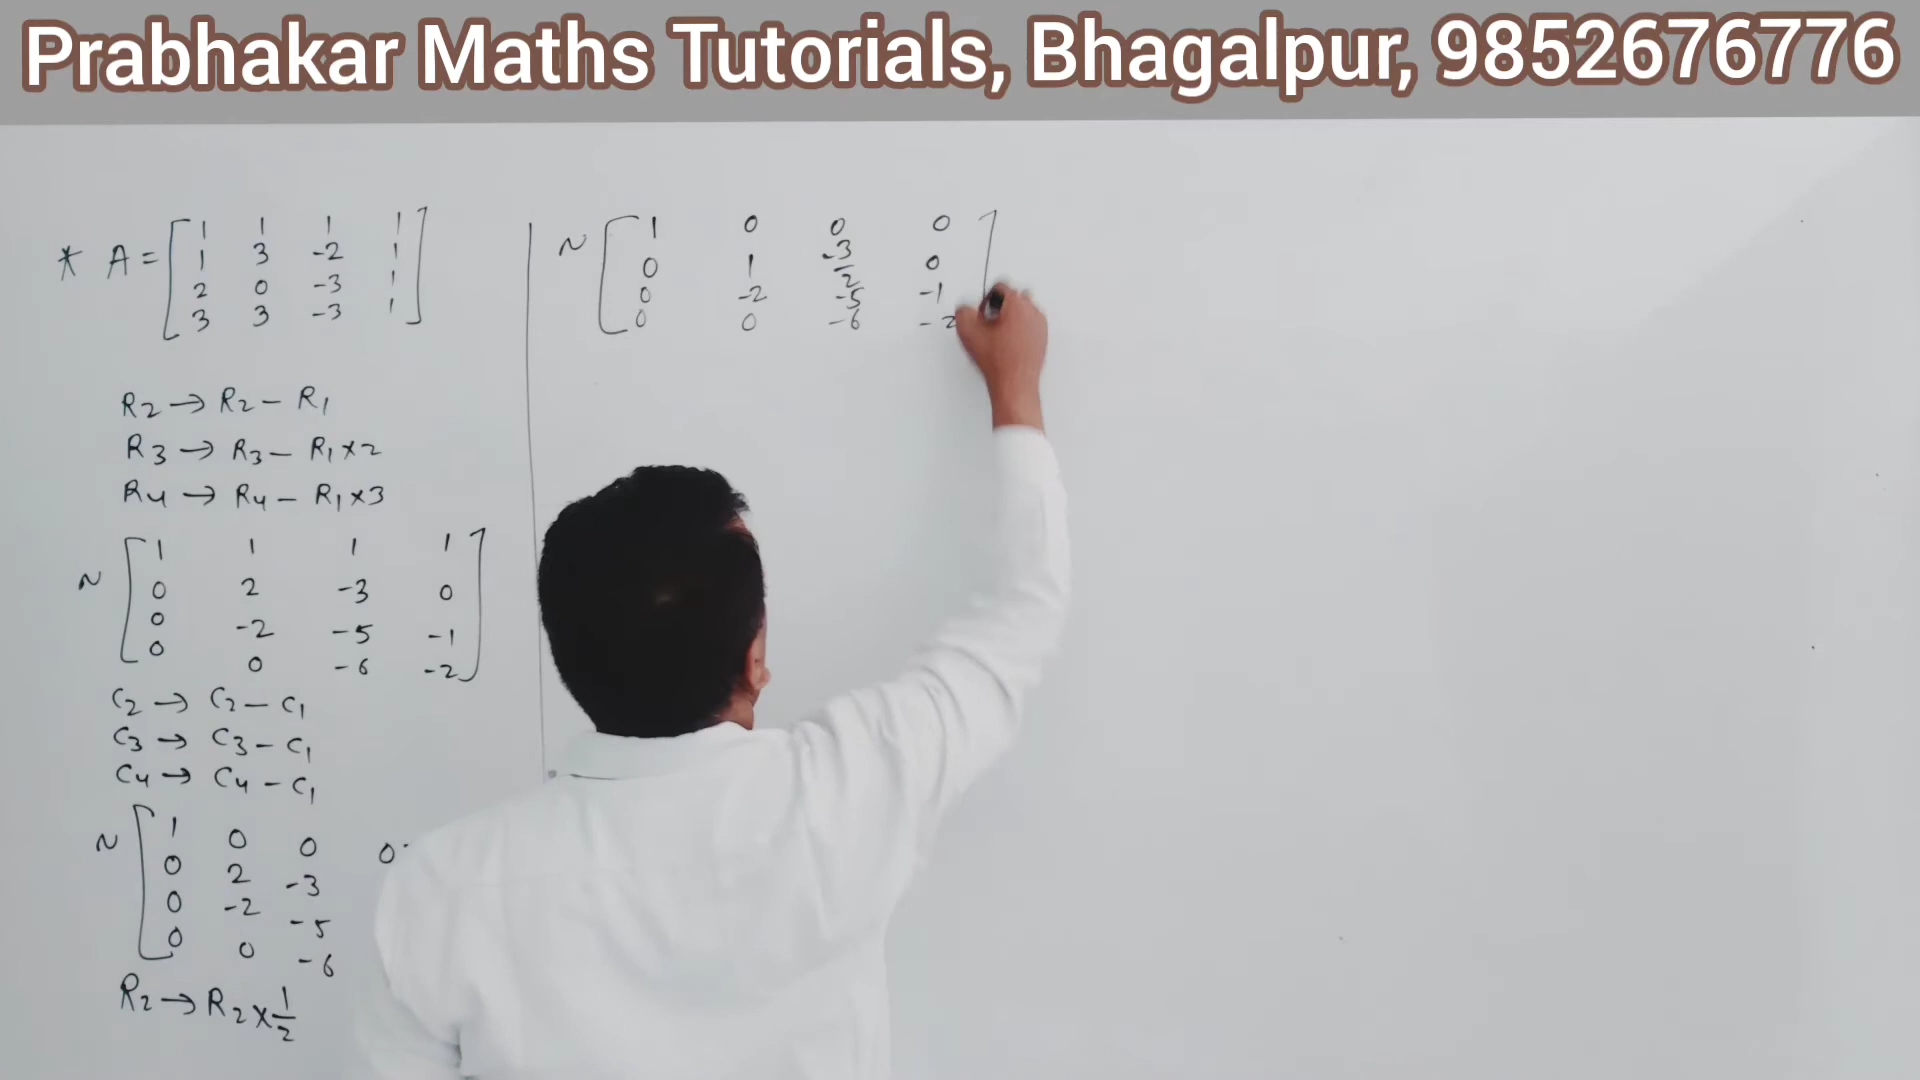 Prabhakar Maths Tutorials, Bhagalpur, 9852676776
* A = [ 1 1 1 1
1 3 -2 1
2 0 -3 1
3 3 -3 1 ]
R2 → R2 - R1
R3 → R3 - R1 × 2
R4 → R4 - R1 × 3
~ [ 1 1 1 1
0 2 -3 0
0 -2 -5 -1
0 0 -6 -2 ]
C2 → C2 - C1
C3 → C3 - C1
C4 → C4 - C1
~ [ 1 0 0 0
0 2 -3
0 -2 -5
0 0 -6
R2 → R2 × 1/2
~ [ 1 0 0 0
0 1 -3/2 0
0 -2 -5 -1
0 0 -6 -2 ]